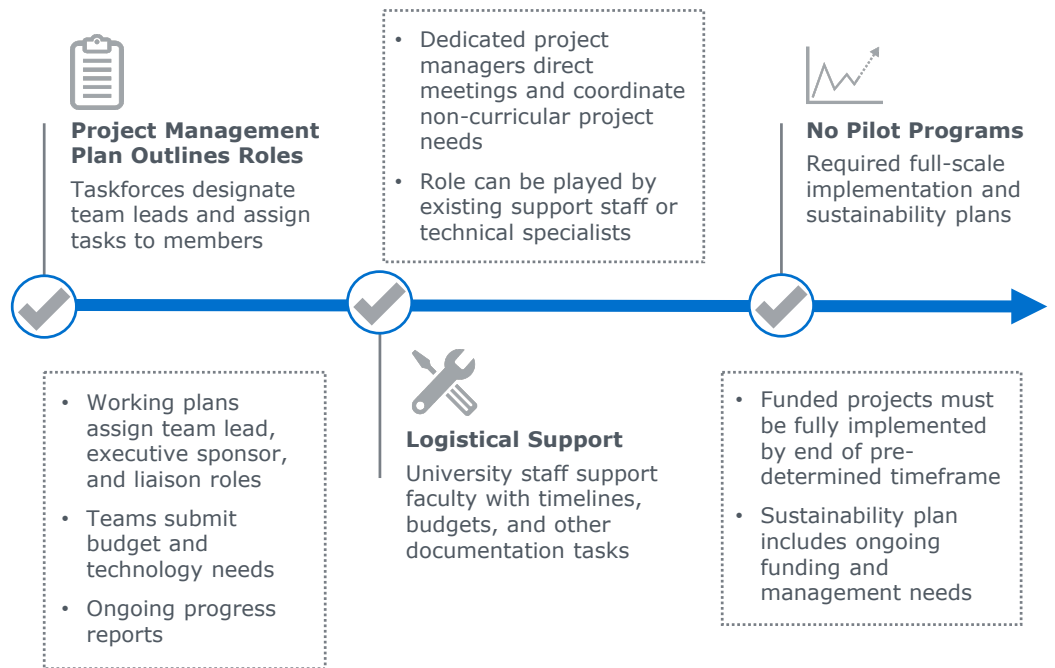 Project Management
Plan Outlines Roles
Taskforces designate
team leads and assign
tasks to members
• Working plans
assign team lead,
executive sponsor,
and liaison roles
• Teams submit
budget and
technology needs
• Ongoing progress
reports
• Dedicated project
managers direct
meetings and coordinate
non-curricular project
needs
• Role can be played by
existing support staff or
technical specialists
Logistical Support
University staff support
faculty with timelines,
budgets, and other
documentation tasks
No Pilot Programs
Required full-scale
implementation and
sustainability plans
• Funded projects must
be fully implemented
by end of pre-
determined timeframe
• Sustainability plan
includes ongoing
funding and
management needs